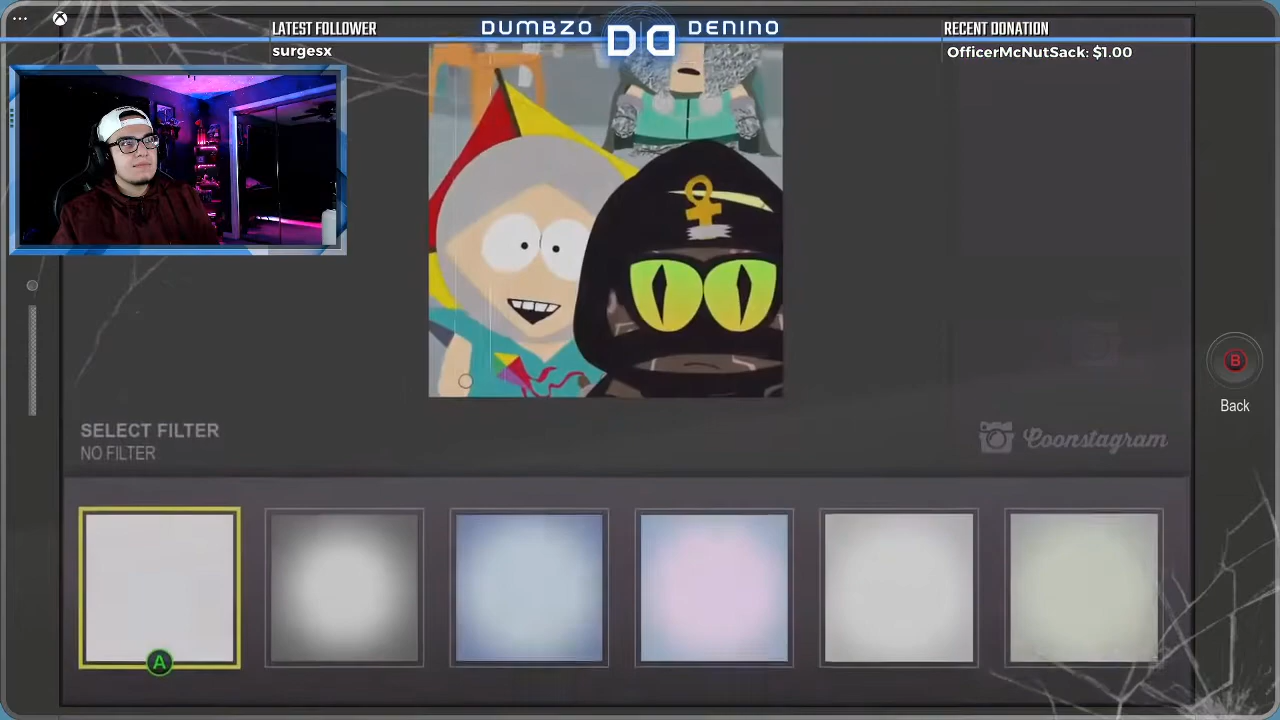 LATEST FOLLOWER
surgesx
DUMBZO DD DENINO
RECENT DONATION
OfficerMcNutSack: $1.00
B
Back
SELECT FILTER
NO FILTER
Coonstagram
A